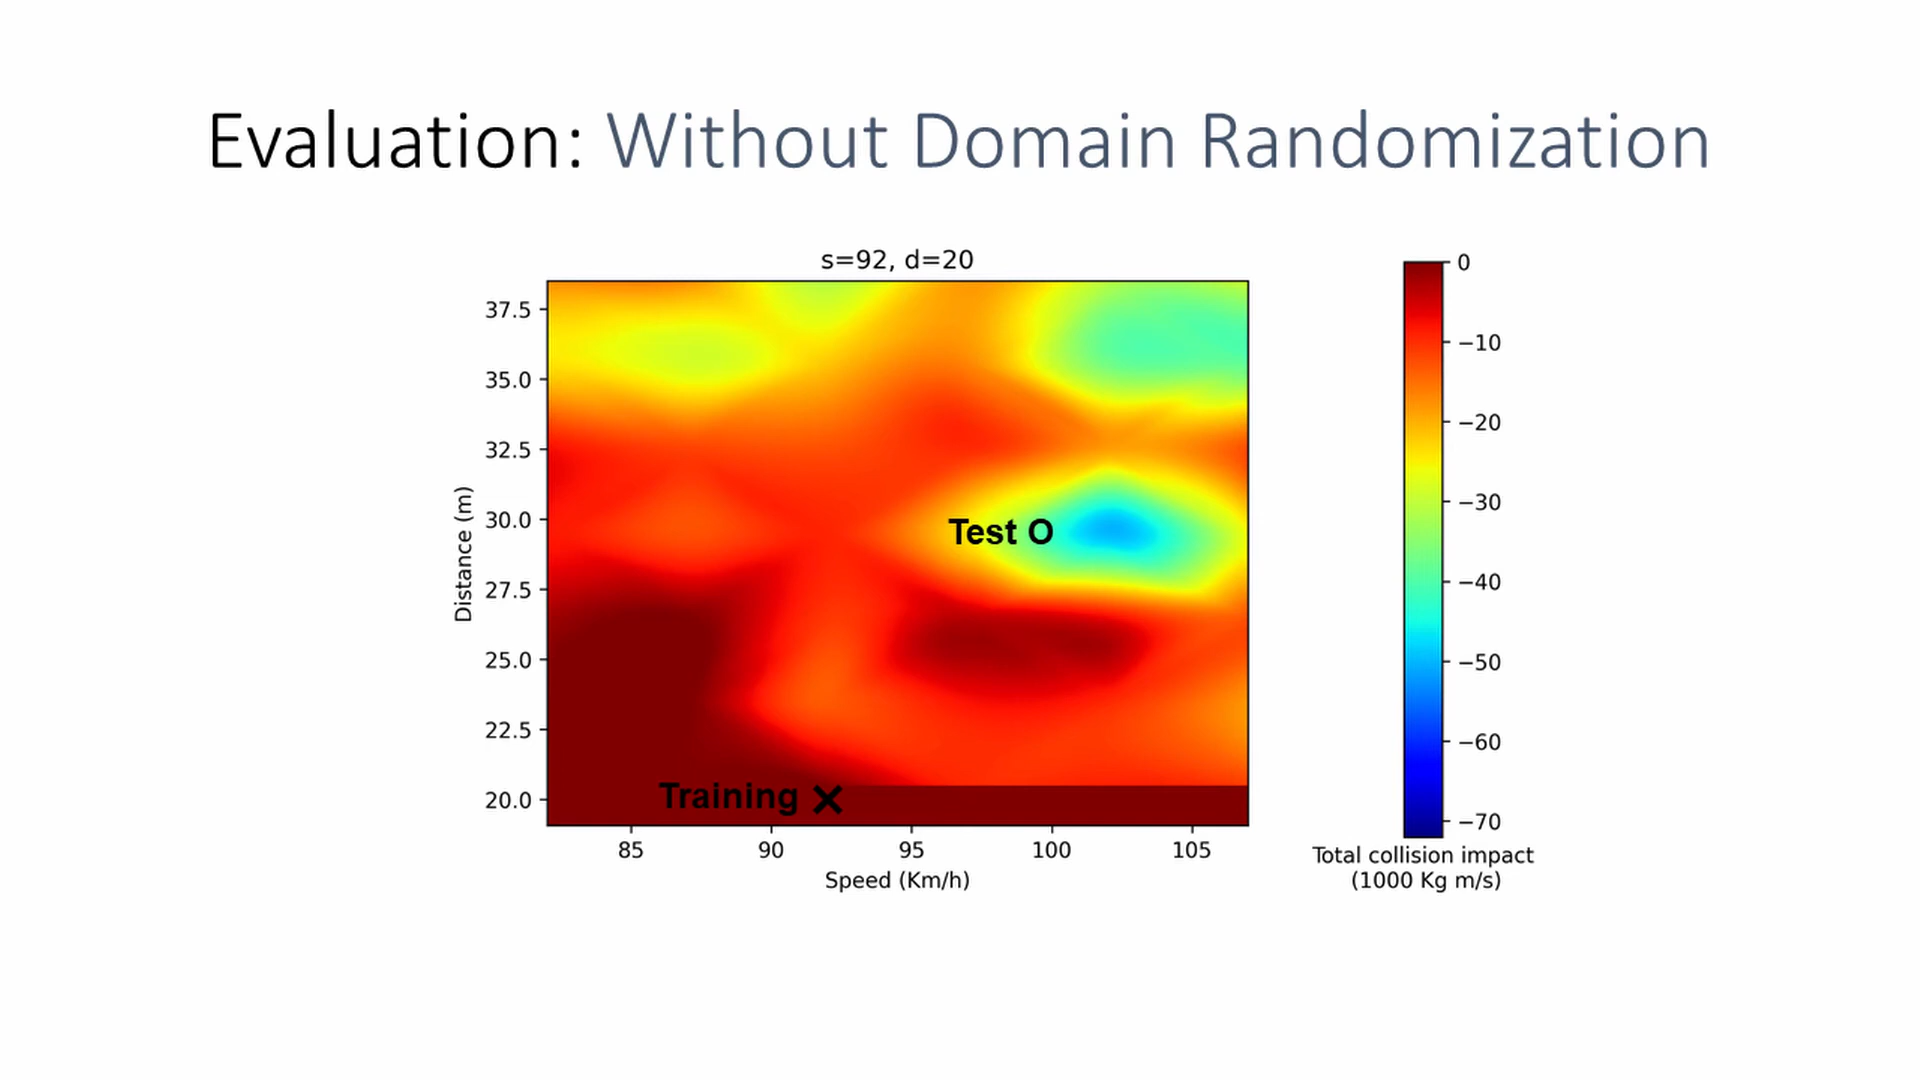 Evaluation: Without Domain Randomization
s=92, d=20
37.5
35.0
32.5
30.0
27.5
25.0
22.5
20.0
Distance (m)
Test O
Training ×
85 90 95 100 105
Speed (Km/h)
0
−10
−20
−30
−40
−50
−60
−70
Total collision impact
(1000 Kg m/s)